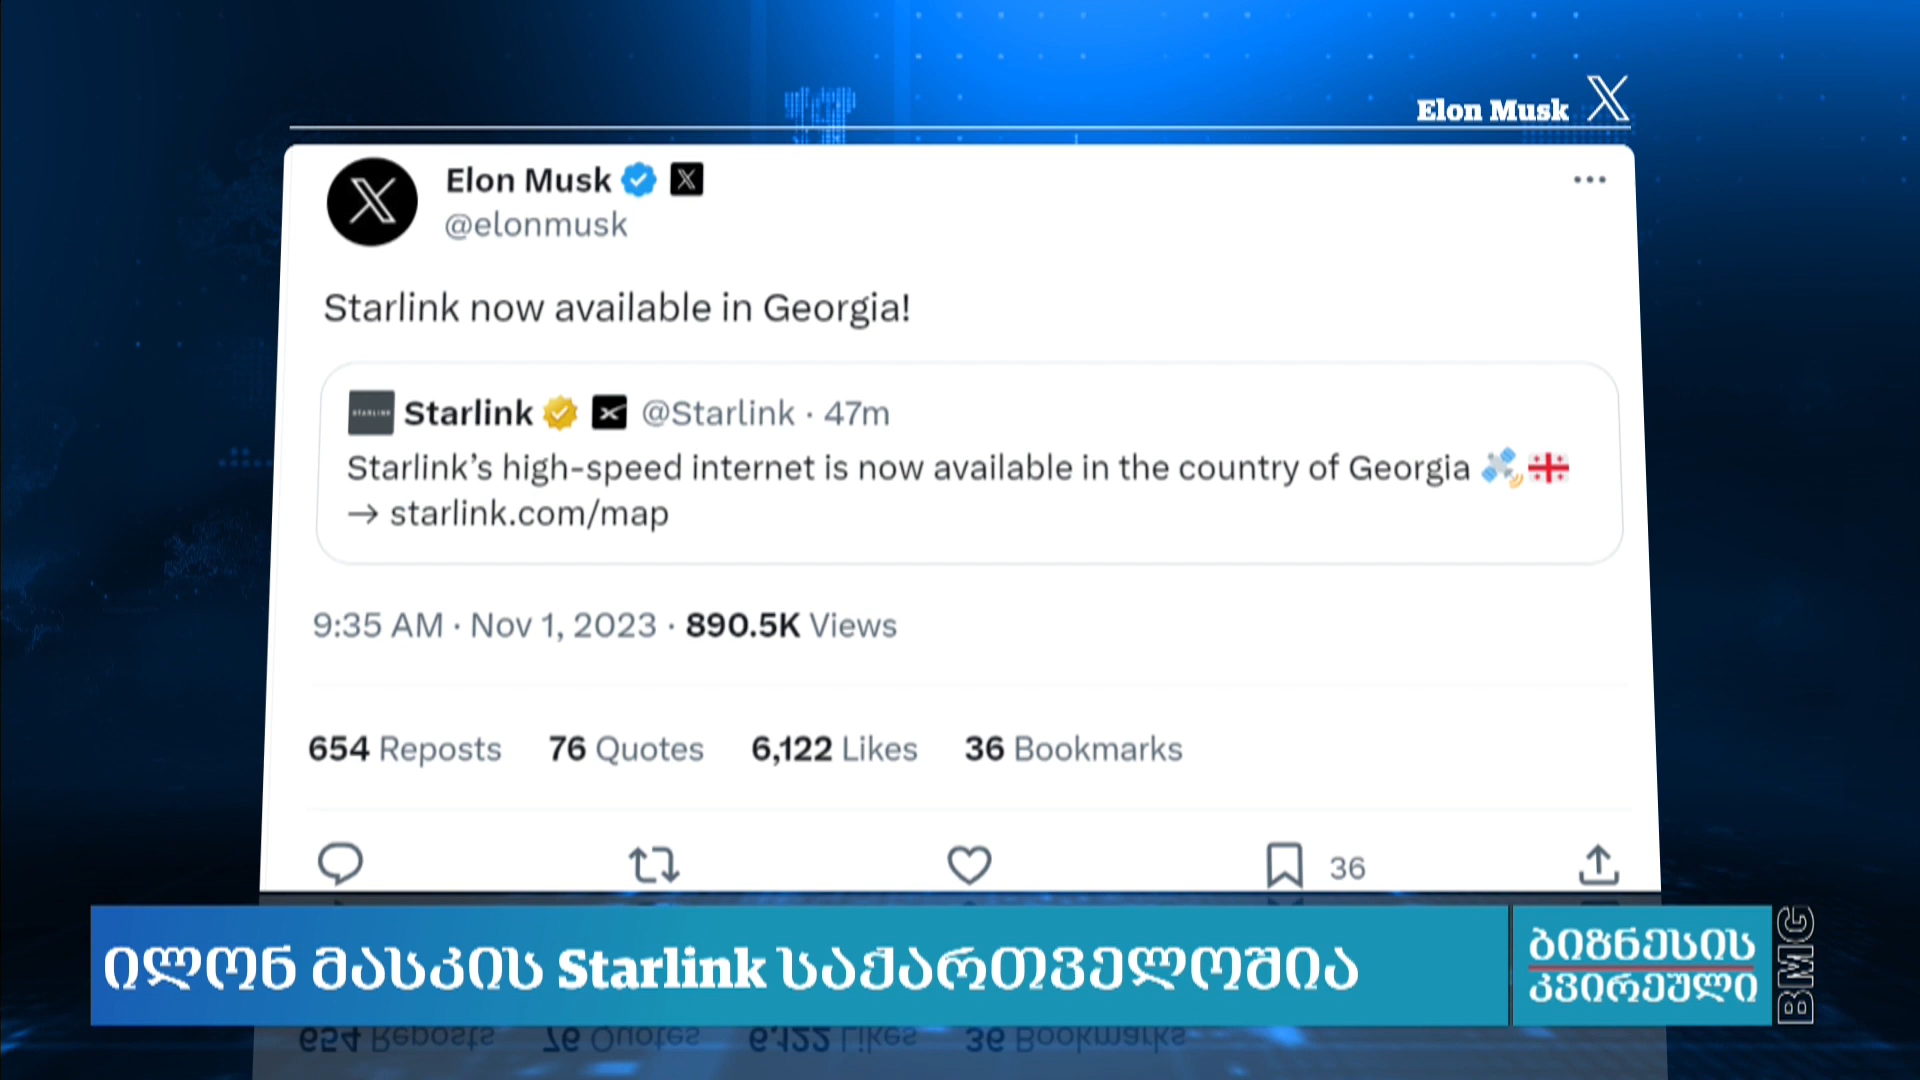 Elon Musk X
Elon Musk
@elonmusk
Starlink now available in Georgia!
STARLINK
Starlink @Starlink · 47m
Starlink’s high-speed internet is now available in the country of Georgia 🛰️🇬🇪
→ starlink.com/map
9:35 AM · Nov 1, 2023 · 890.5K Views
654 Reposts 76 Quotes 6,122 Likes 36 Bookmarks
36
ილონ მასკის Starlink საქართველოშია
ბიზნესის
კვირეული
BMG